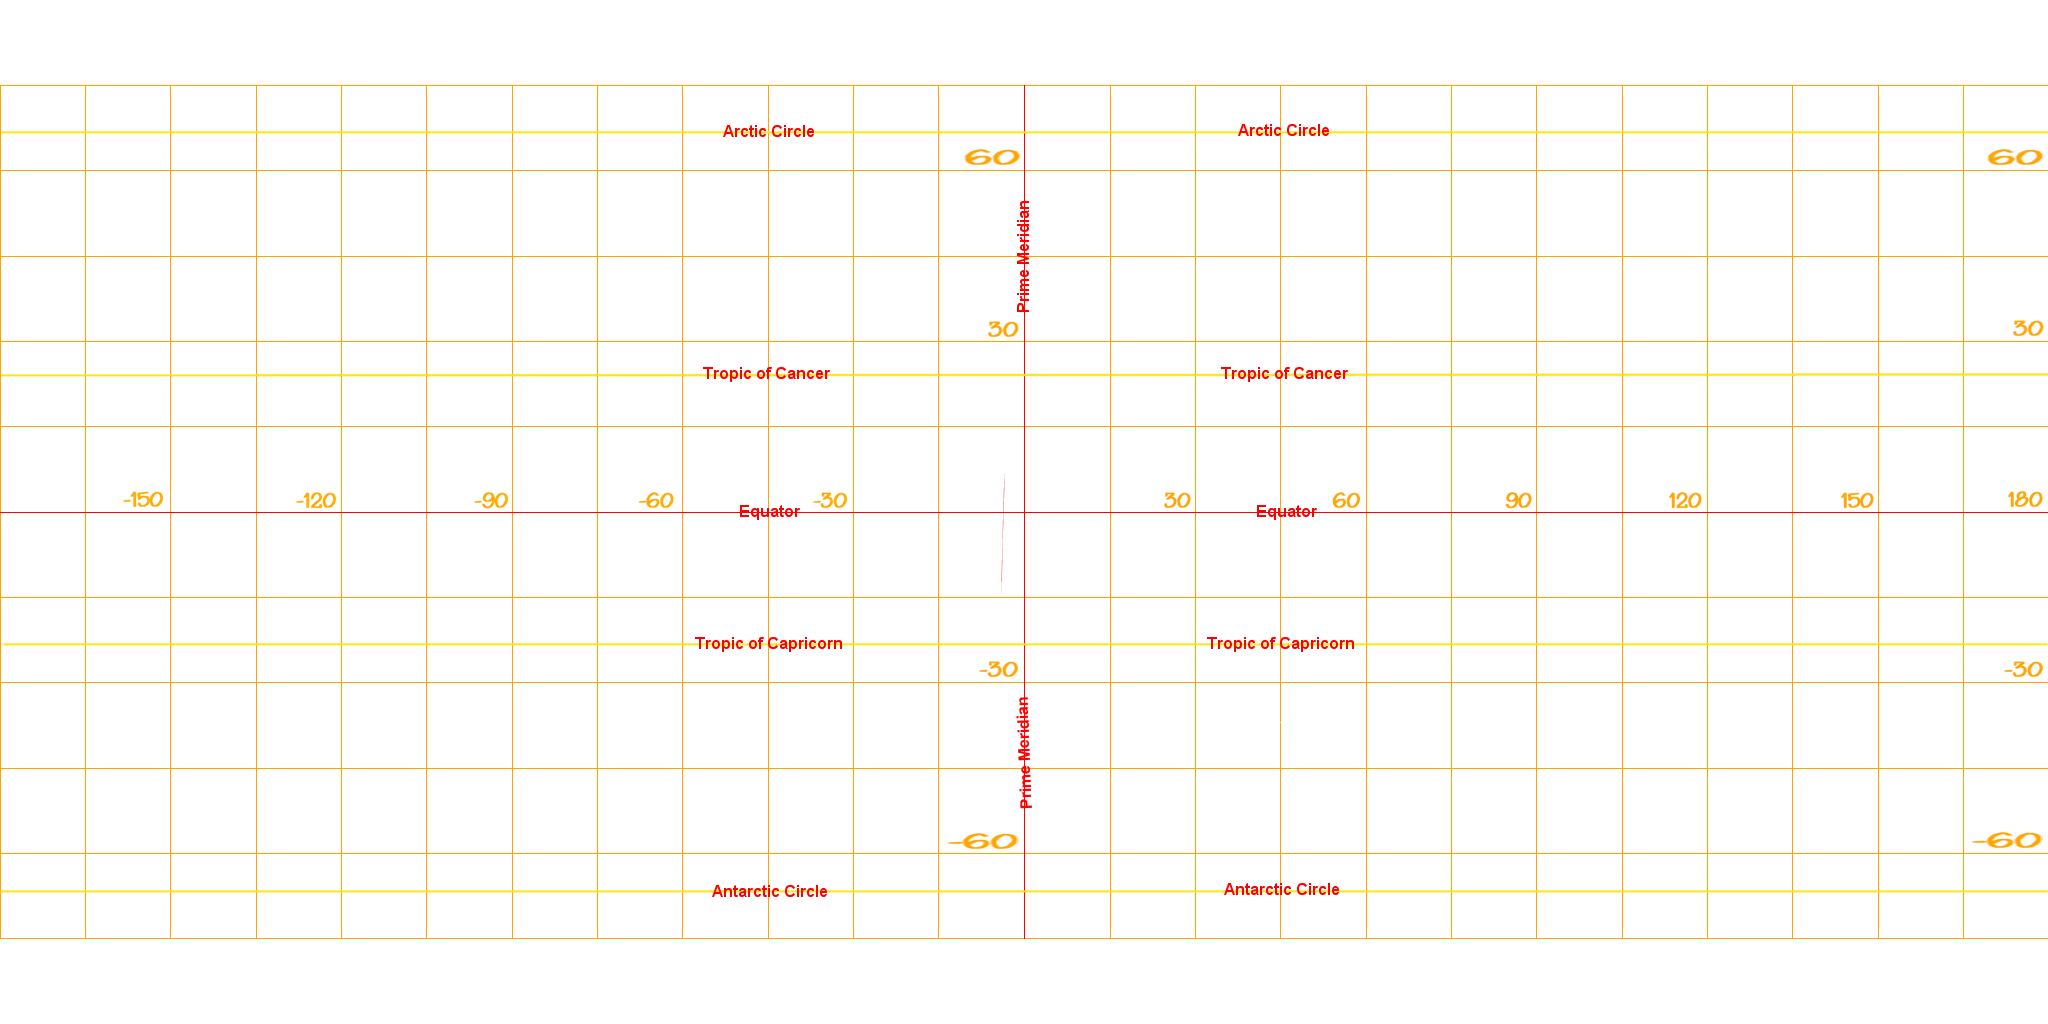 Arctic Circle Arctic Circle
60 60
Prime Meridian
30 30
Tropic of Cancer Tropic of Cancer
-150 -120 -90 -60 -30 30 60 90 120 150 180
Equator Equator
Tropic of Capricorn Tropic of Capricorn
-30 -30
Prime Meridian
-60 -60
Antarctic Circle Antarctic Circle